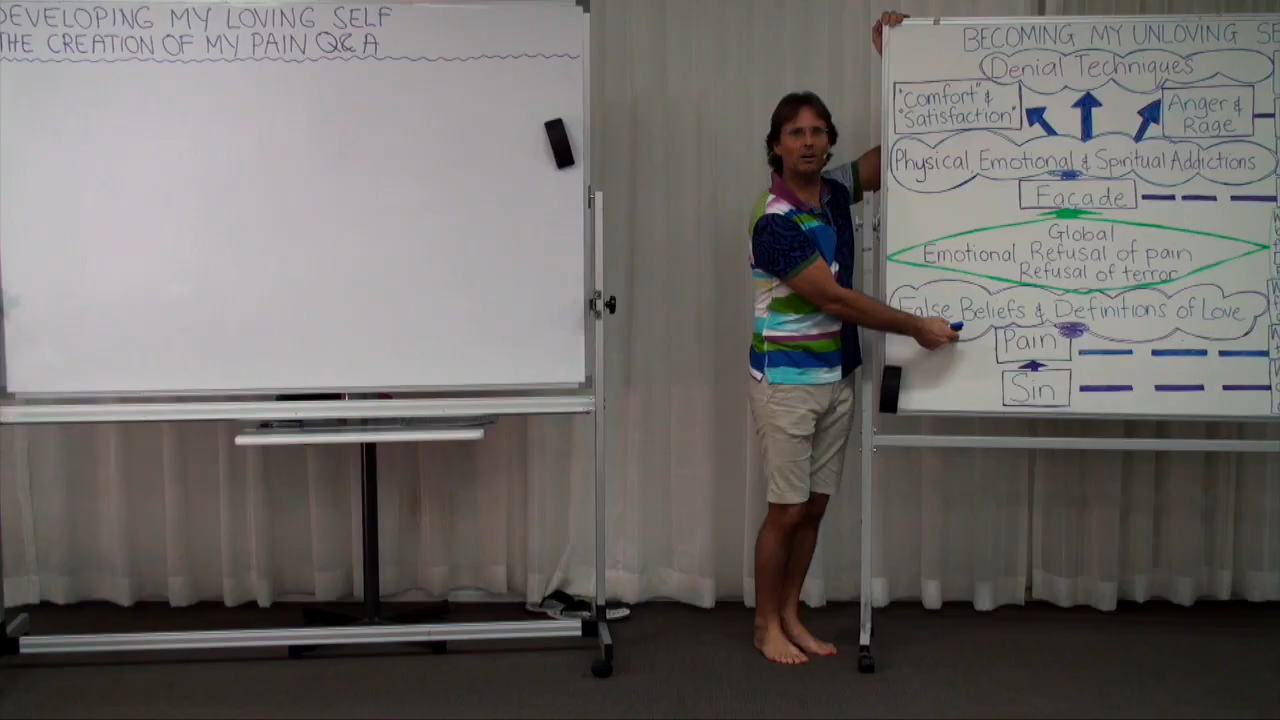 DEVELOPING MY LOVING SELF
THE CREATION OF MY PAIN Q&A
BECOMING MY UNLOVING SE
Denial Techniques
"Comfort" &
"Satisfaction"
Anger &
Rage
Physical Emotional & Spiritual Addictions
Façade
Global
Emotional Refusal of pain
Refusal of terror
False Beliefs & Definitions of Love
Pain
Sin